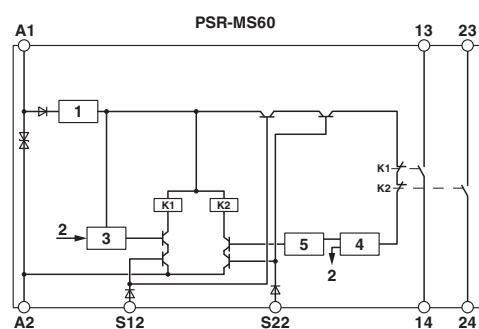 PSR-MS60
A1 13 23
1
K1
K2
K1 K2
2 3 5 4
2
A2 S12 S22 14 24